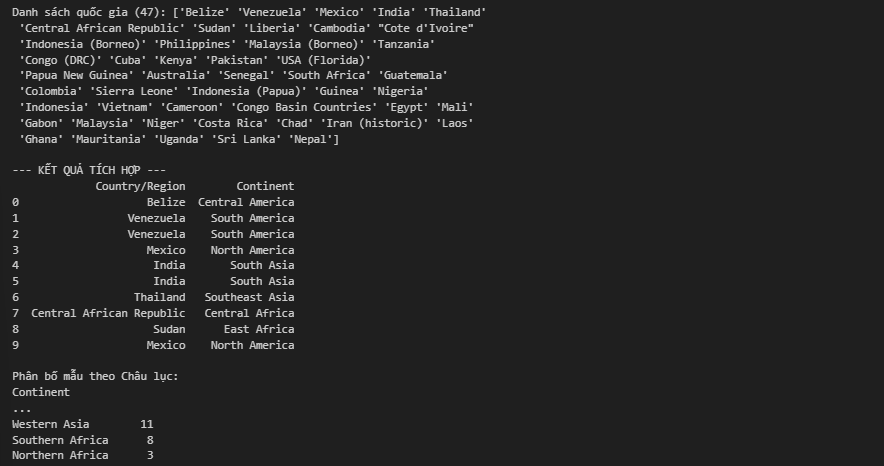 Danh sách quốc gia (47): ['Belize' 'Venezuela' 'Mexico' 'India' 'Thailand'
 'Central African Republic' 'Sudan' 'Liberia' 'Cambodia' "Cote d'Ivoire"
 'Indonesia (Borneo)' 'Philippines' 'Malaysia (Borneo)' 'Tanzania'
 'Congo (DRC)' 'Cuba' 'Kenya' 'Pakistan' 'USA (Florida)'
 'Papua New Guinea' 'Australia' 'Senegal' 'South Africa' 'Guatemala'
 'Colombia' 'Sierra Leone' 'Indonesia (Papua)' 'Guinea' 'Nigeria'
 'Indonesia' 'Vietnam' 'Cameroon' 'Congo Basin Countries' 'Egypt' 'Mali'
 'Gabon' 'Malaysia' 'Niger' 'Costa Rica' 'Chad' 'Iran (historic)' 'Laos'
 'Ghana' 'Mauritania' 'Uganda' 'Sri Lanka' 'Nepal']
--- KẾT QUẢ TÍCH HỢP ---
Country/Region Continent
0 Belize Central America
1 Venezuela South America
2 Venezuela South America
3 Mexico North America
4 India South Asia
5 India South Asia
6 Thailand Southeast Asia
7 Central African Republic Central Africa
8 Sudan East Africa
9 Mexico North America
Phân bố mẫu theo Châu lục:
Continent
...
Western Asia 11
Southern Africa 8
Northern Africa 3